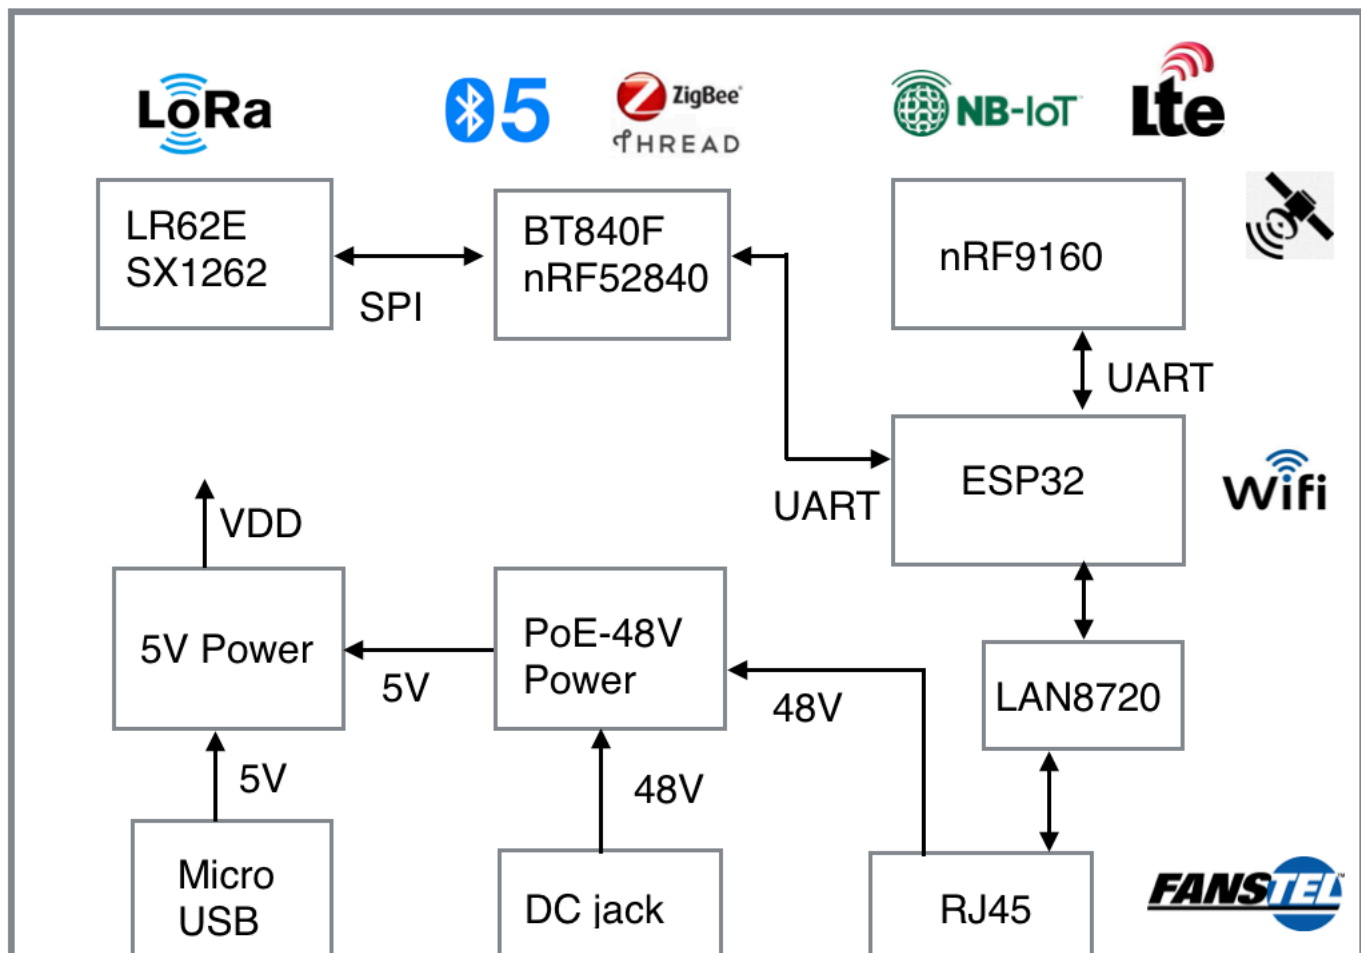 LoRa
5
ZigBee
THREAD
NB-IoT
Lte
LR62E
SX1262
BT840F
nRF52840
nRF9160
SPI
UART
ESP32
Wifi
UART
VDD
5V Power
PoE-48V
Power
5V
48V
LAN8720
5V
48V
Micro
USB
DC jack
RJ45
FANSTEL™